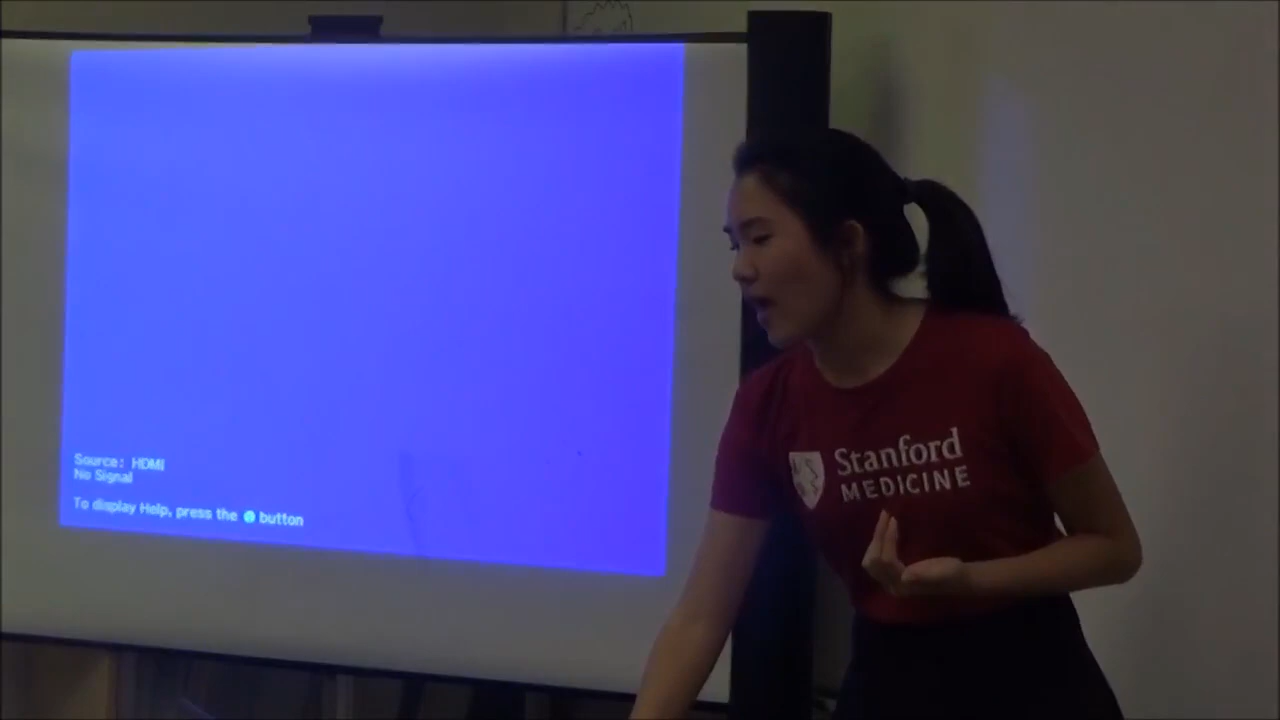 Source: HDMI
No Signal
To display Help, press the button
Stanford
MEDICINE